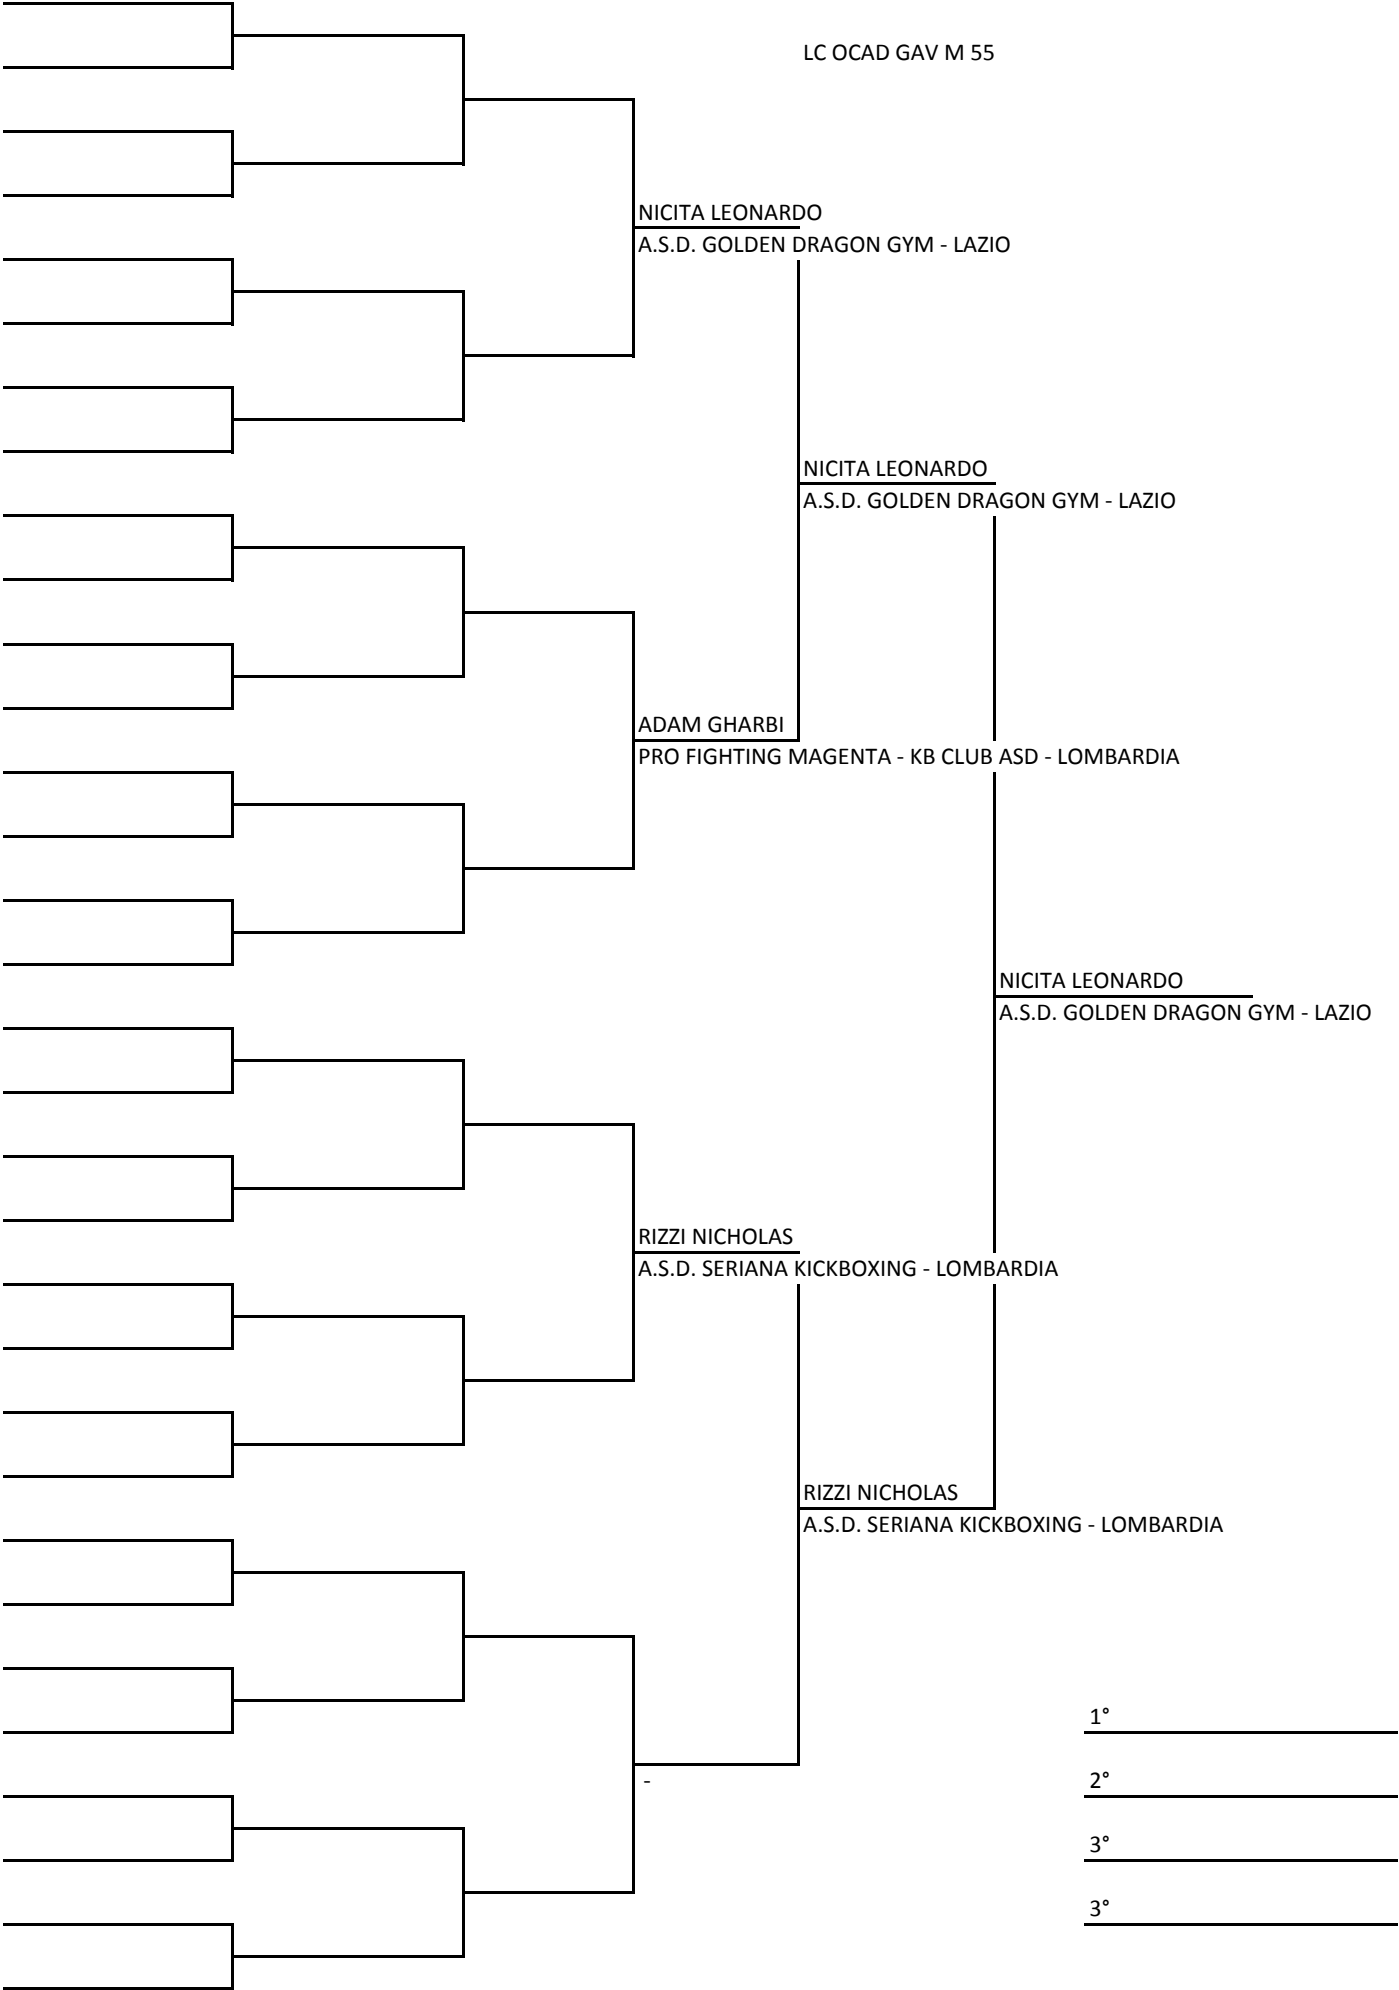 LC OCAD GAV M 55
NICITA LEONARDO
A.S.D. GOLDEN DRAGON GYM - LAZIO
NICITA LEONARDO
A.S.D. GOLDEN DRAGON GYM - LAZIO
ADAM GHARBI
PRO FIGHTING MAGENTA - KB CLUB ASD - LOMBARDIA
NICITA LEONARDO
A.S.D. GOLDEN DRAGON GYM - LAZIO
RIZZI NICHOLAS
A.S.D. SERIANA KICKBOXING - LOMBARDIA
RIZZI NICHOLAS
A.S.D. SERIANA KICKBOXING - LOMBARDIA
1°
-
2°
3°
3°